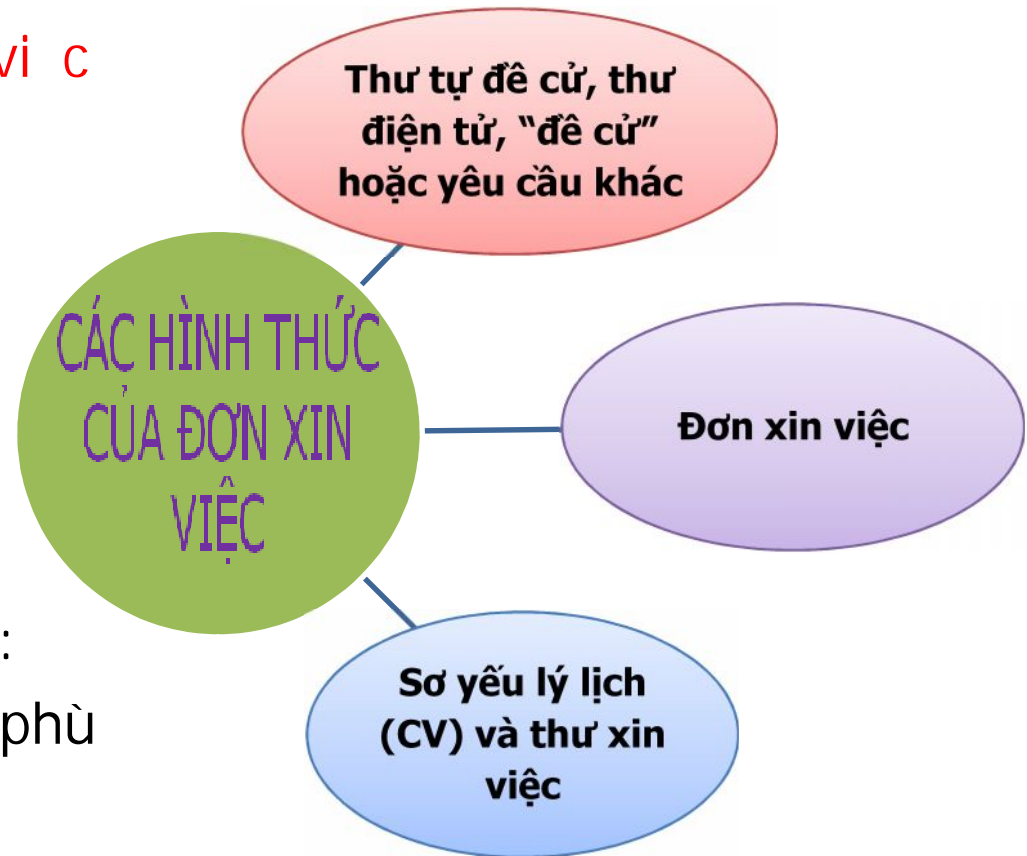 vi c
Thư tự đề cử, thư
điện tử, “đề cử”
hoặc yêu cầu khác
CÁC HÌNH THỨC
CỦA ĐƠN XIN
VIỆC
Đơn xin việc
:
phù
Sơ yếu lý lịch
(CV) và thư xin
việc